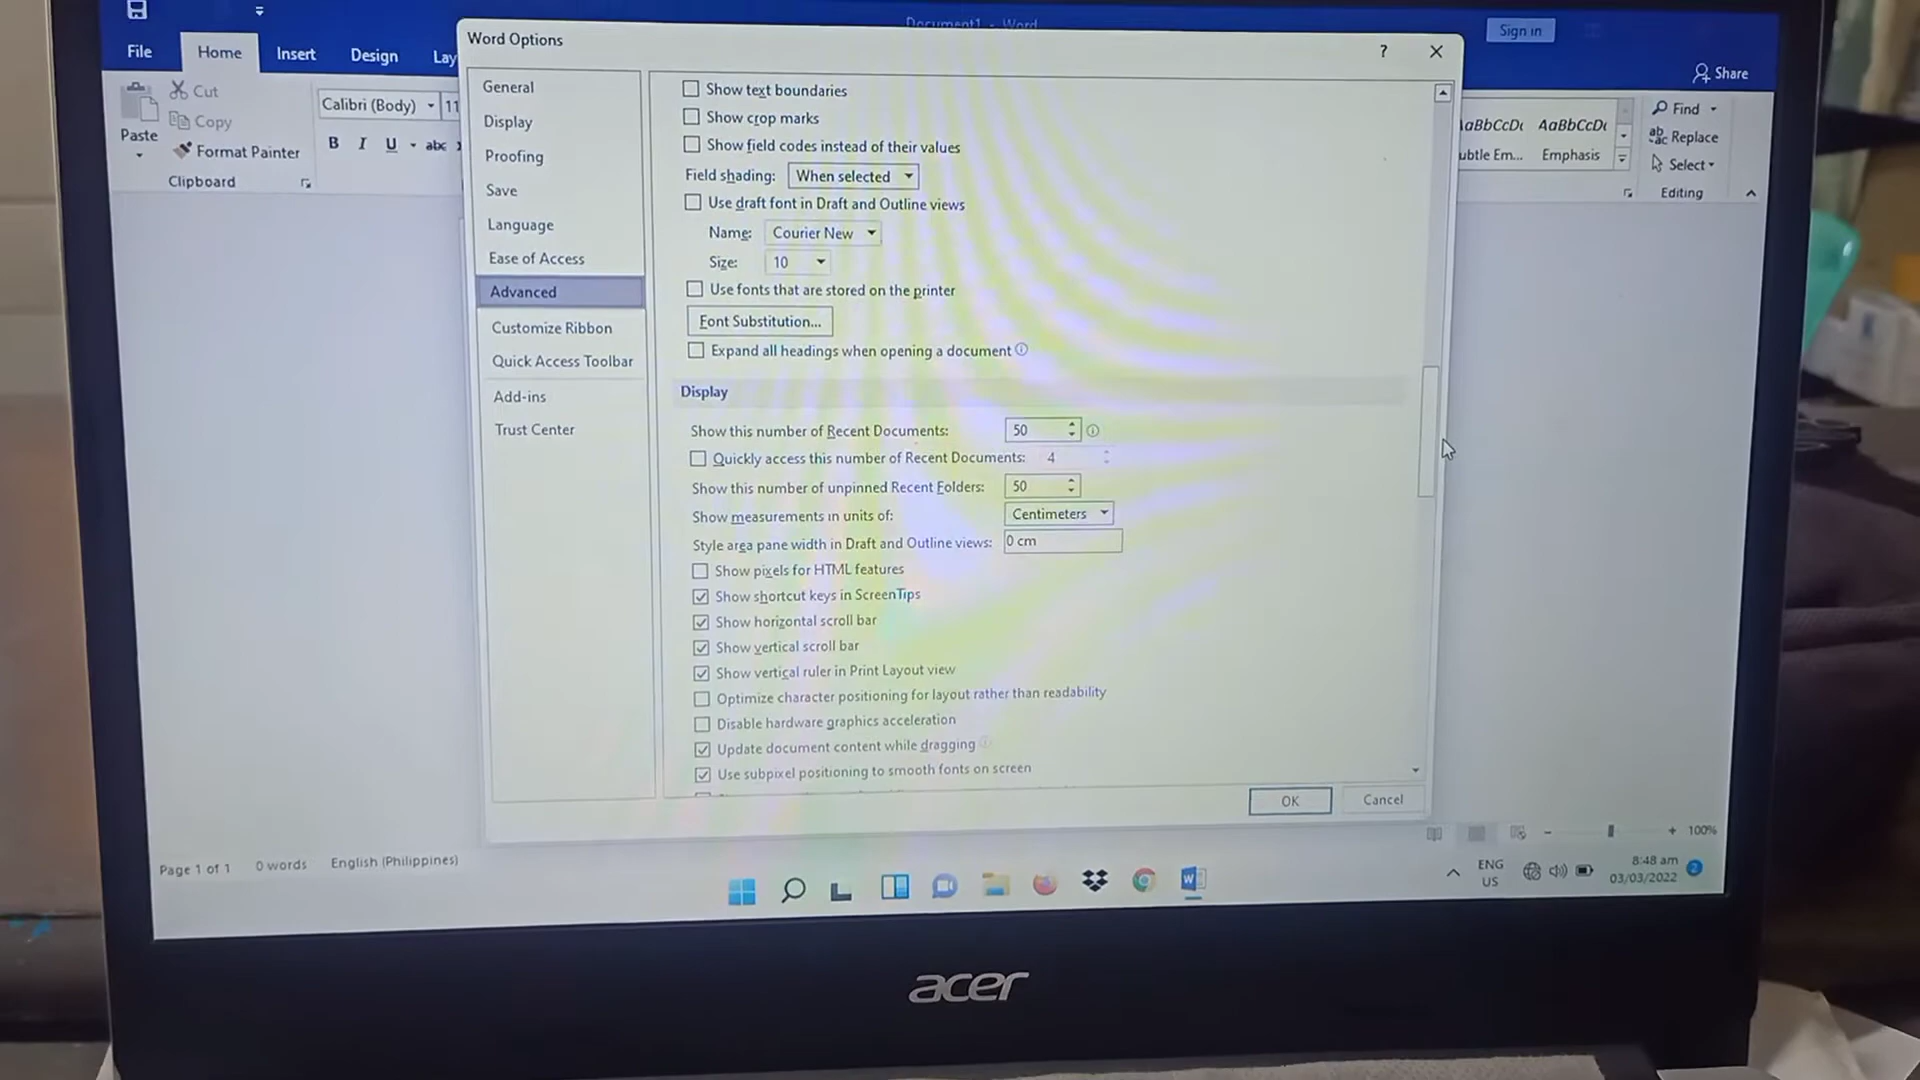 Document1 - Word
Sign in
File Home Insert Design Lay
Share
Word Options
?
Cut
Copy
Paste
Format Painter
Clipboard
Calibri (Body) 11
B I U abc
General
Display
Proofing
Save
Language
Ease of Access
Advanced
Customize Ribbon
Quick Access Toolbar
Add-ins
Trust Center
Show text boundaries
Show crop marks
Show field codes instead of their values
Field shading: When selected
Use draft font in Draft and Outline views
Name: Courier New
Size: 10
Use fonts that are stored on the printer
Font Substitution...
Expand all headings when opening a document
Display
Show this number of Recent Documents: 50
Quickly access this number of Recent Documents: 4
Show this number of unpinned Recent Folders: 50
Show measurements in units of: Centimeters
Style area pane width in Draft and Outline views: 0 cm
Show pixels for HTML features
Show shortcut keys in ScreenTips
Show horizontal scroll bar
Show vertical scroll bar
Show vertical ruler in Print Layout view
Optimize character positioning for layout rather than readability
Disable hardware graphics acceleration
Update document content while dragging
Use subpixel positioning to smooth fonts on screen
OK Cancel
AaBbCcDc AaBbCcDc
ubtle Em... Emphasis
Find
Replace
Select
Editing
Page 1 of 1 0 words English (Philippines)
100%
ENG
US
8:48 am
03/03/2022
2
acer